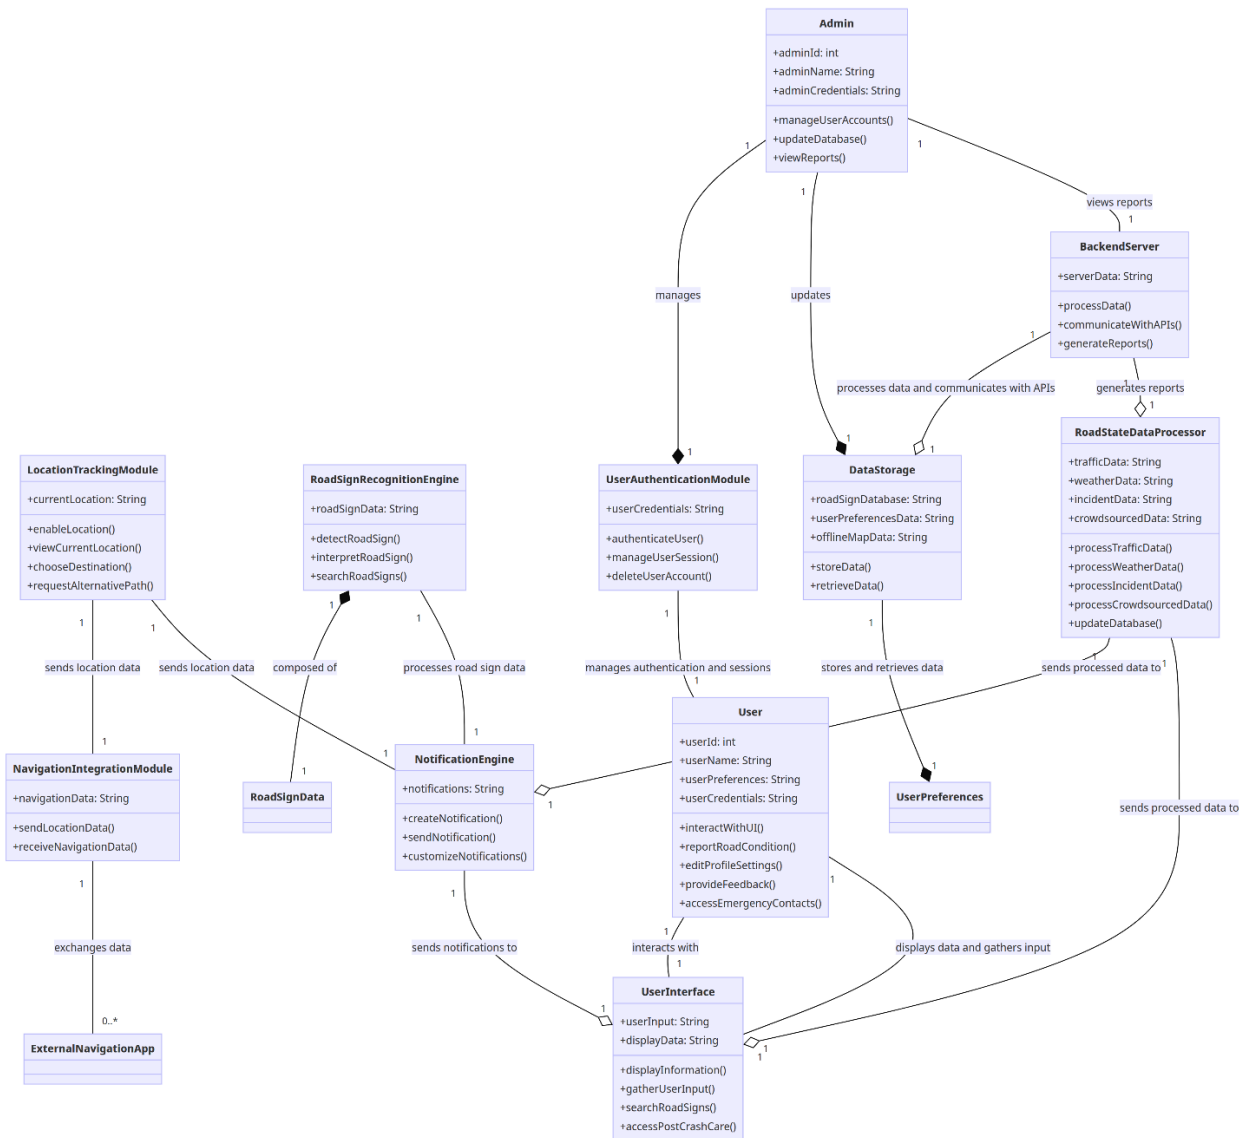 Admin
+adminId: int
+adminName: String
+adminCredentials: String
+manageUserAccounts()
+updateDatabase()
+viewReports()
1
1
1
views reports
1
BackendServer
+serverData: String
+processData()
+communicateWithAPIs()
+generateReports()
manages
updates
1
processes data and communicates with APIs
1
generates reports
1
1
1
1
LocationTrackingModule
+currentLocation: String
+enableLocation()
+viewCurrentLocation()
+chooseDestination()
+requestAlternativePath()
RoadSignRecognitionEngine
+roadSignData: String
+detectRoadSign()
+interpretRoadSign()
+searchRoadSigns()
UserAuthenticationModule
+userCredentials: String
+authenticateUser()
+manageUserSession()
+deleteUserAccount()
DataStorage
+roadSignDatabase: String
+userPreferencesData: String
+offlineMapData: String
+storeData()
+retrieveData()
RoadStateDataProcessor
+trafficData: String
+weatherData: String
+incidentData: String
+crowdsourcedData: String
+processTrafficData()
+processWeatherData()
+processIncidentData()
+processCrowdsourcedData()
+updateDatabase()
1
1
1
1
1
1
1
1
sends location data
sends location data
composed of
processes road sign data
manages authentication and sessions
stores and retrieves data
sends processed data to
1
1
1
1
1
1
NavigationIntegrationModule
+navigationData: String
+sendLocationData()
+receiveNavigationData()
RoadSignData
NotificationEngine
+notifications: String
+createNotification()
+sendNotification()
+customizeNotifications()
1
User
+userId: int
+userName: String
+userPreferences: String
+userCredentials: String
+interactWithUI()
+reportRoadCondition()
+editProfileSettings()
+provideFeedback()
+accessEmergencyContacts()
UserPreferences
sends processed data to
1
1
1
1
exchanges data
sends notifications to
interacts with
displays data and gathers input
0..*
1
1
1
1
ExternalNavigationApp
UserInterface
+userInput: String
+displayData: String
+displayInformation()
+gatherUserInput()
+searchRoadSigns()
+accessPostCrashCare()